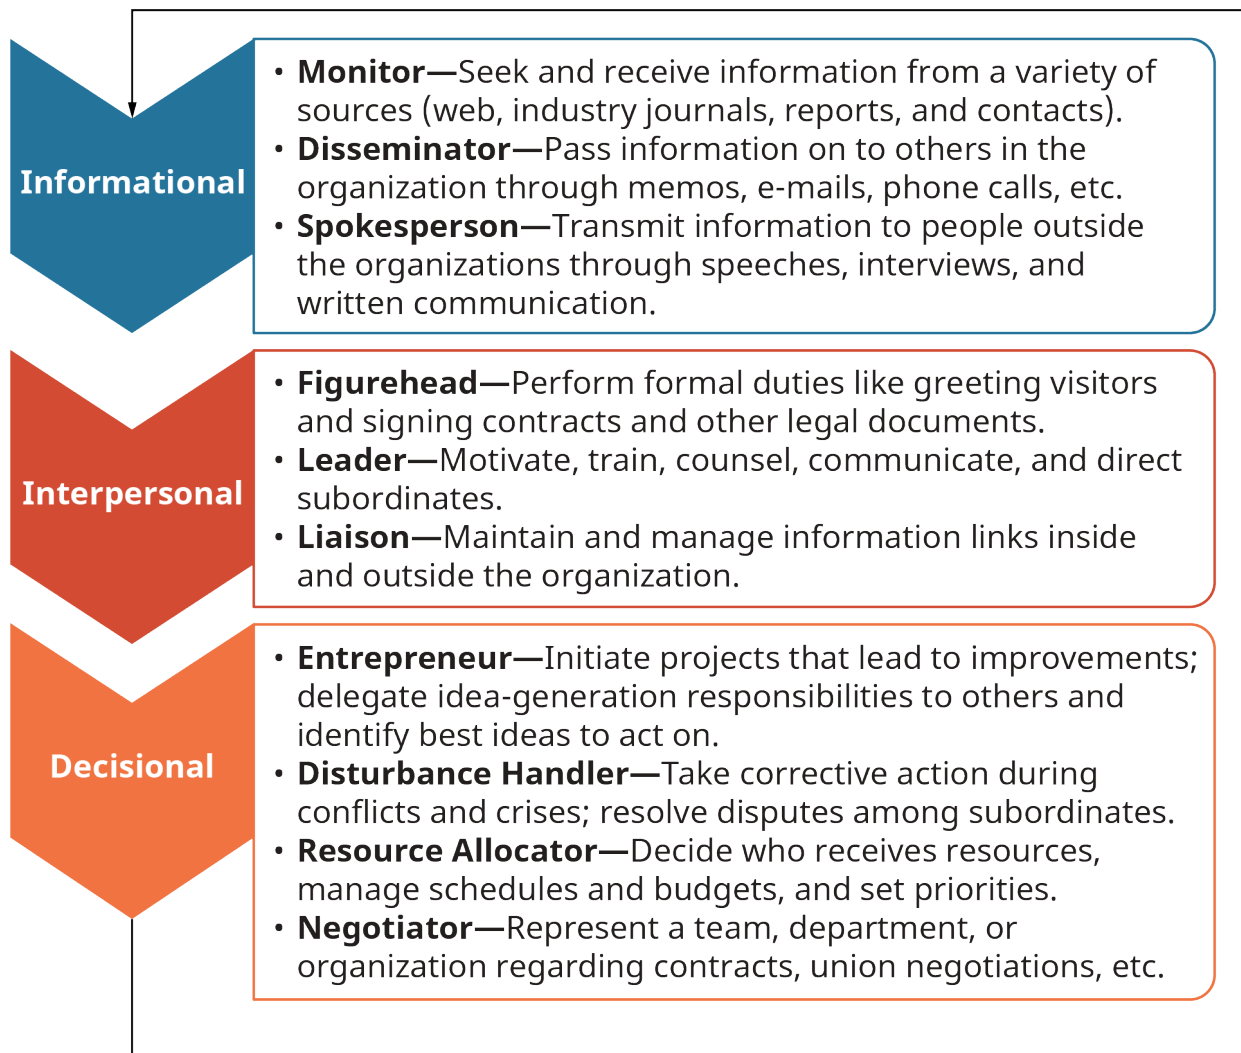 Informational
• Monitor—Seek and receive information from a variety of
sources (web, industry journals, reports, and contacts).
• Disseminator—Pass information on to others in the
organization through memos, e-mails, phone calls, etc.
• Spokesperson—Transmit information to people outside
the organizations through speeches, interviews, and
written communication.
Interpersonal
• Figurehead—Perform formal duties like greeting visitors
and signing contracts and other legal documents.
• Leader—Motivate, train, counsel, communicate, and direct
subordinates.
• Liaison—Maintain and manage information links inside
and outside the organization.
Decisional
• Entrepreneur—Initiate projects that lead to improvements;
delegate idea-generation responsibilities to others and
identify best ideas to act on.
• Disturbance Handler—Take corrective action during
conflicts and crises; resolve disputes among subordinates.
• Resource Allocator—Decide who receives resources,
manage schedules and budgets, and set priorities.
• Negotiator—Represent a team, department, or
organization regarding contracts, union negotiations, etc.